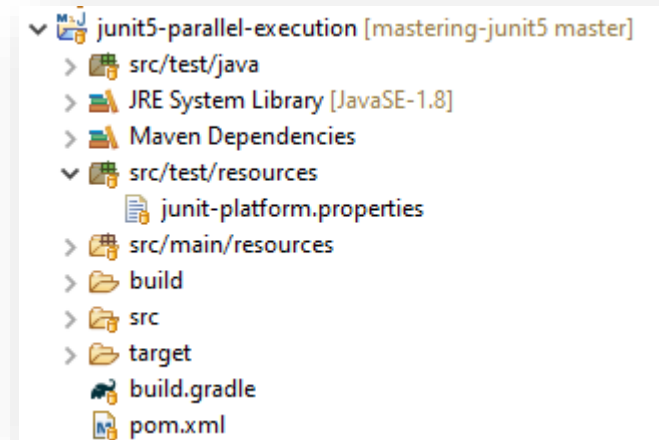 junit5-parallel-execution [mastering-junit5 master]
src/test/java
JRE System Library [JavaSE-1.8]
Maven Dependencies
src/test/resources
junit-platform.properties
src/main/resources
build
src
target
build.gradle
pom.xml